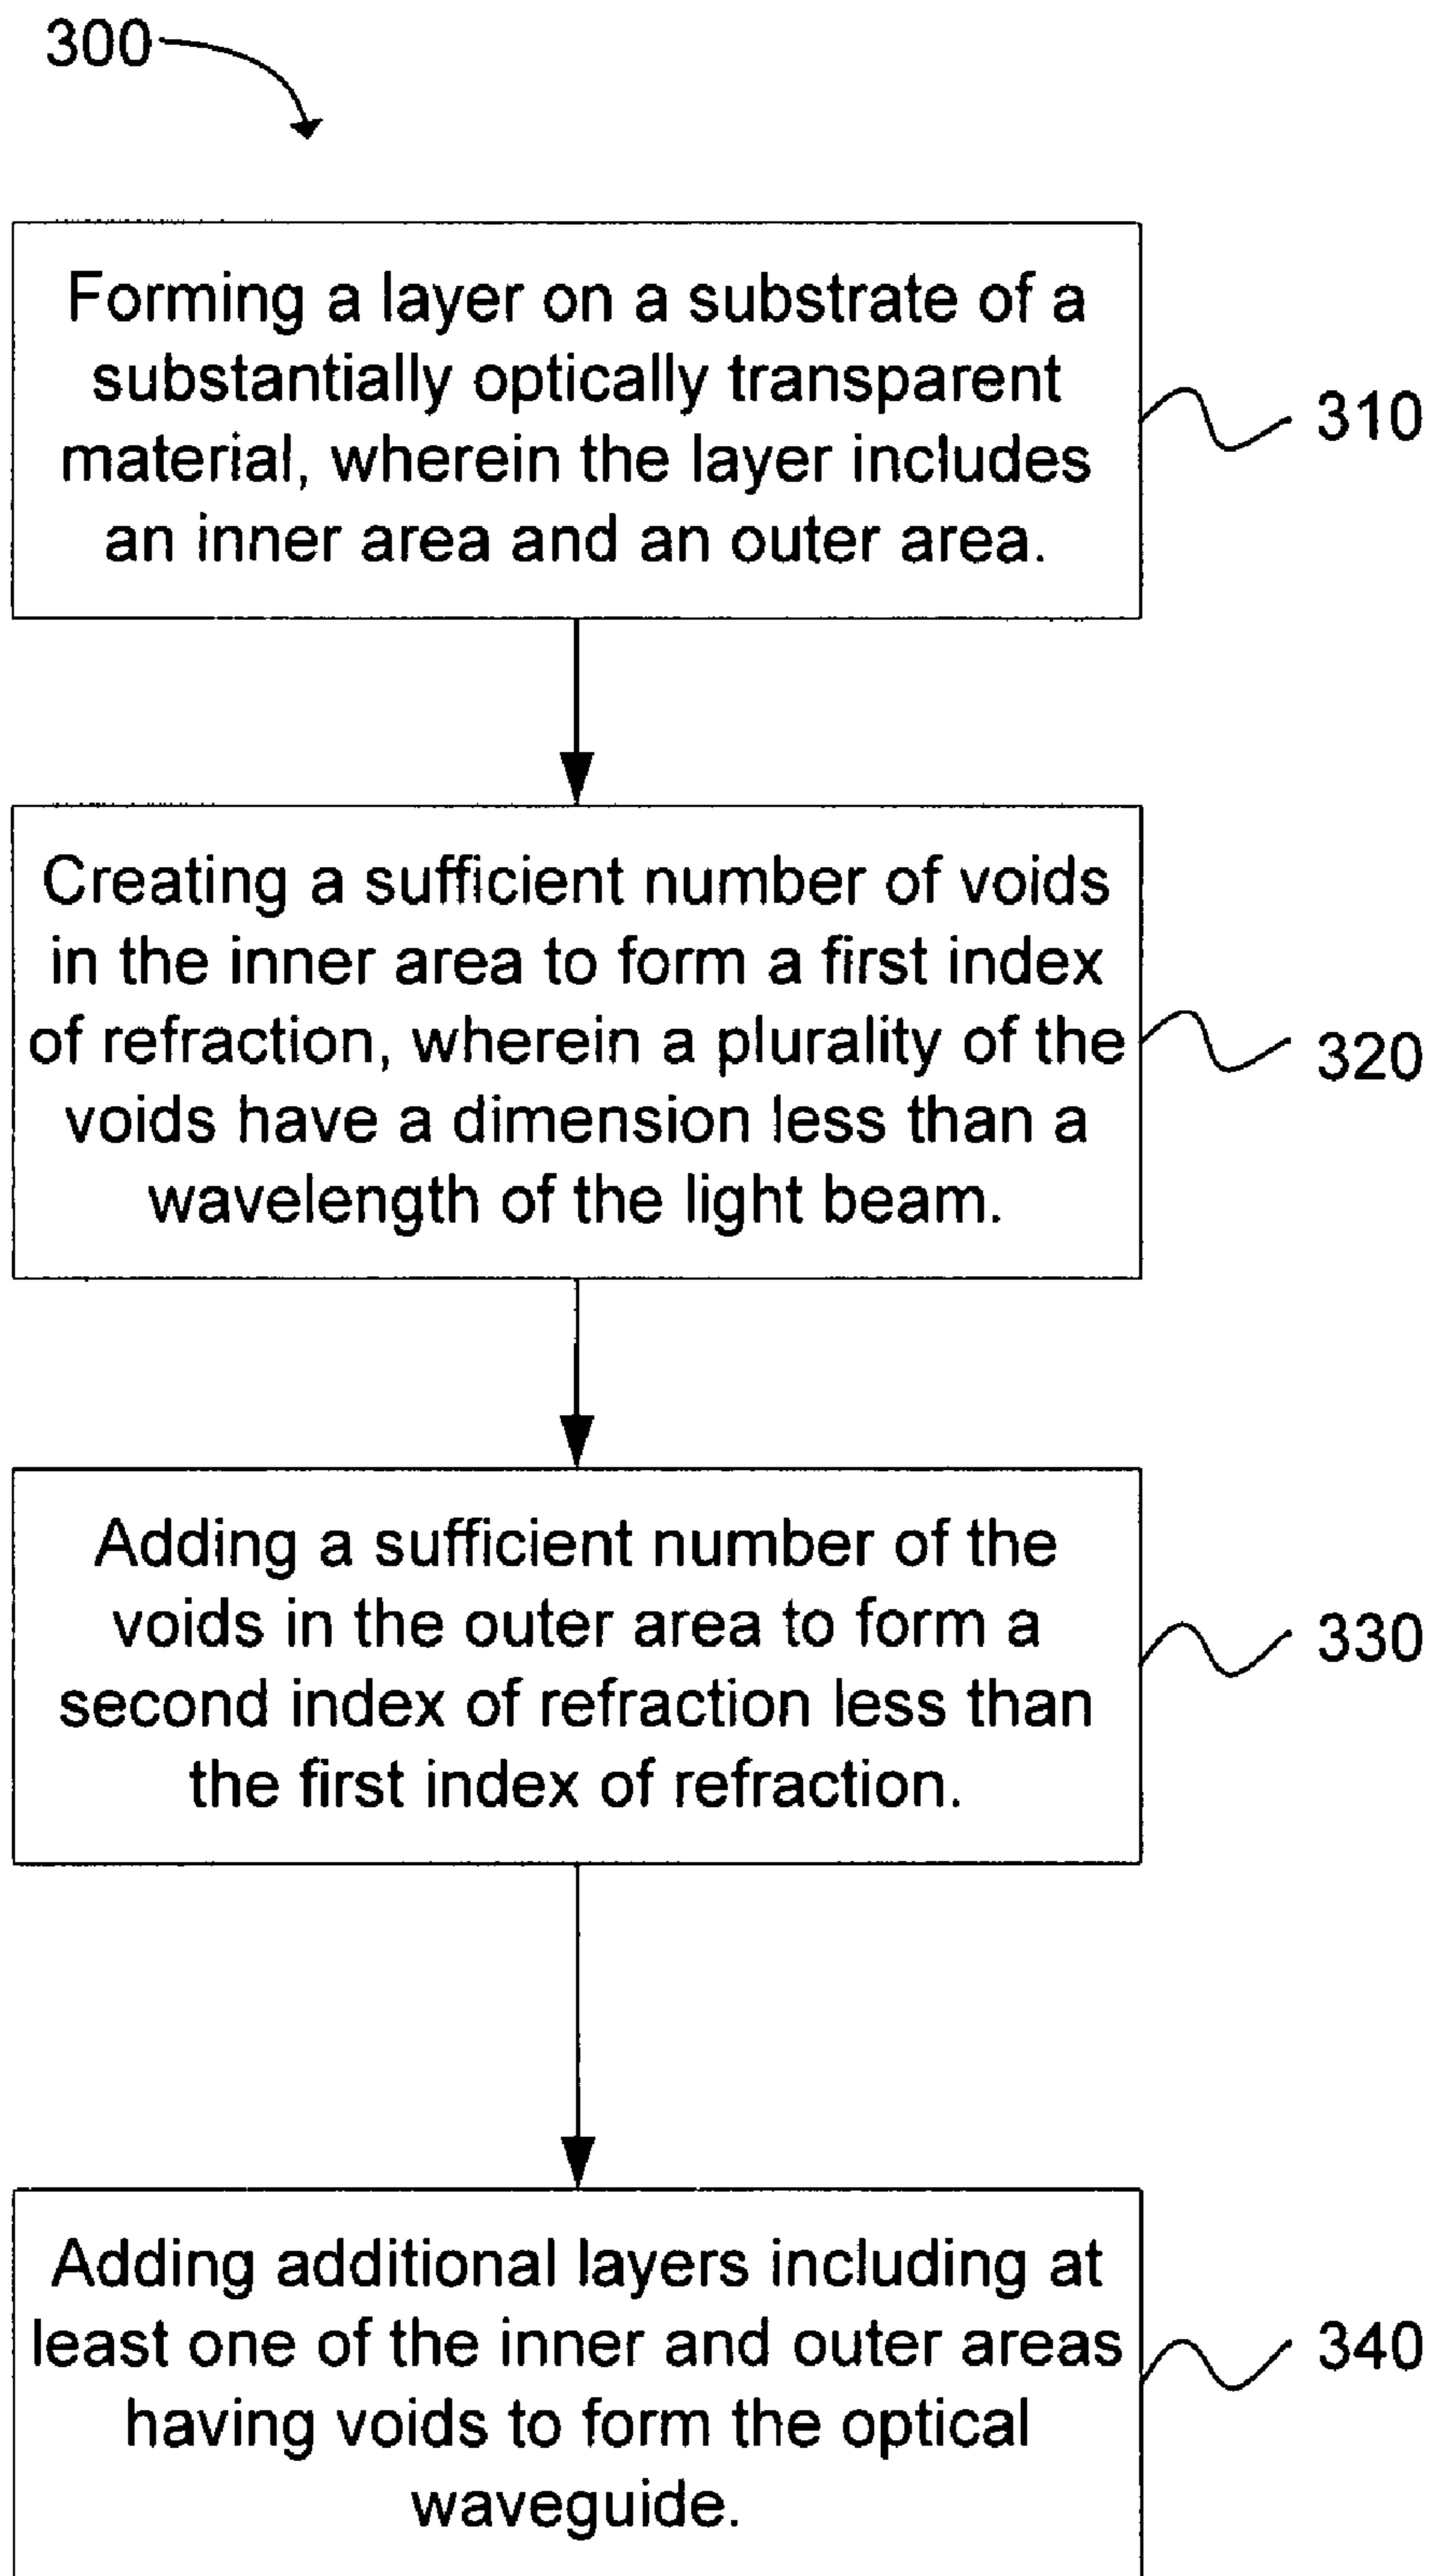 300
Forming a layer on a substrate of a
substantially optically transparent
material, wherein the layer includes
an inner area and an outer area.
310
Creating a sufficient number of voids
in the inner area to form a first index
of refraction, wherein a plurality of the
voids have a dimension less than a
wavelength of the light beam.
320
Adding a sufficient number of the
voids in the outer area to form a
second index of refraction less than
the first index of refraction.
330
Adding additional layers including at
least one of the inner and outer areas
having voids to form the optical
waveguide.
340